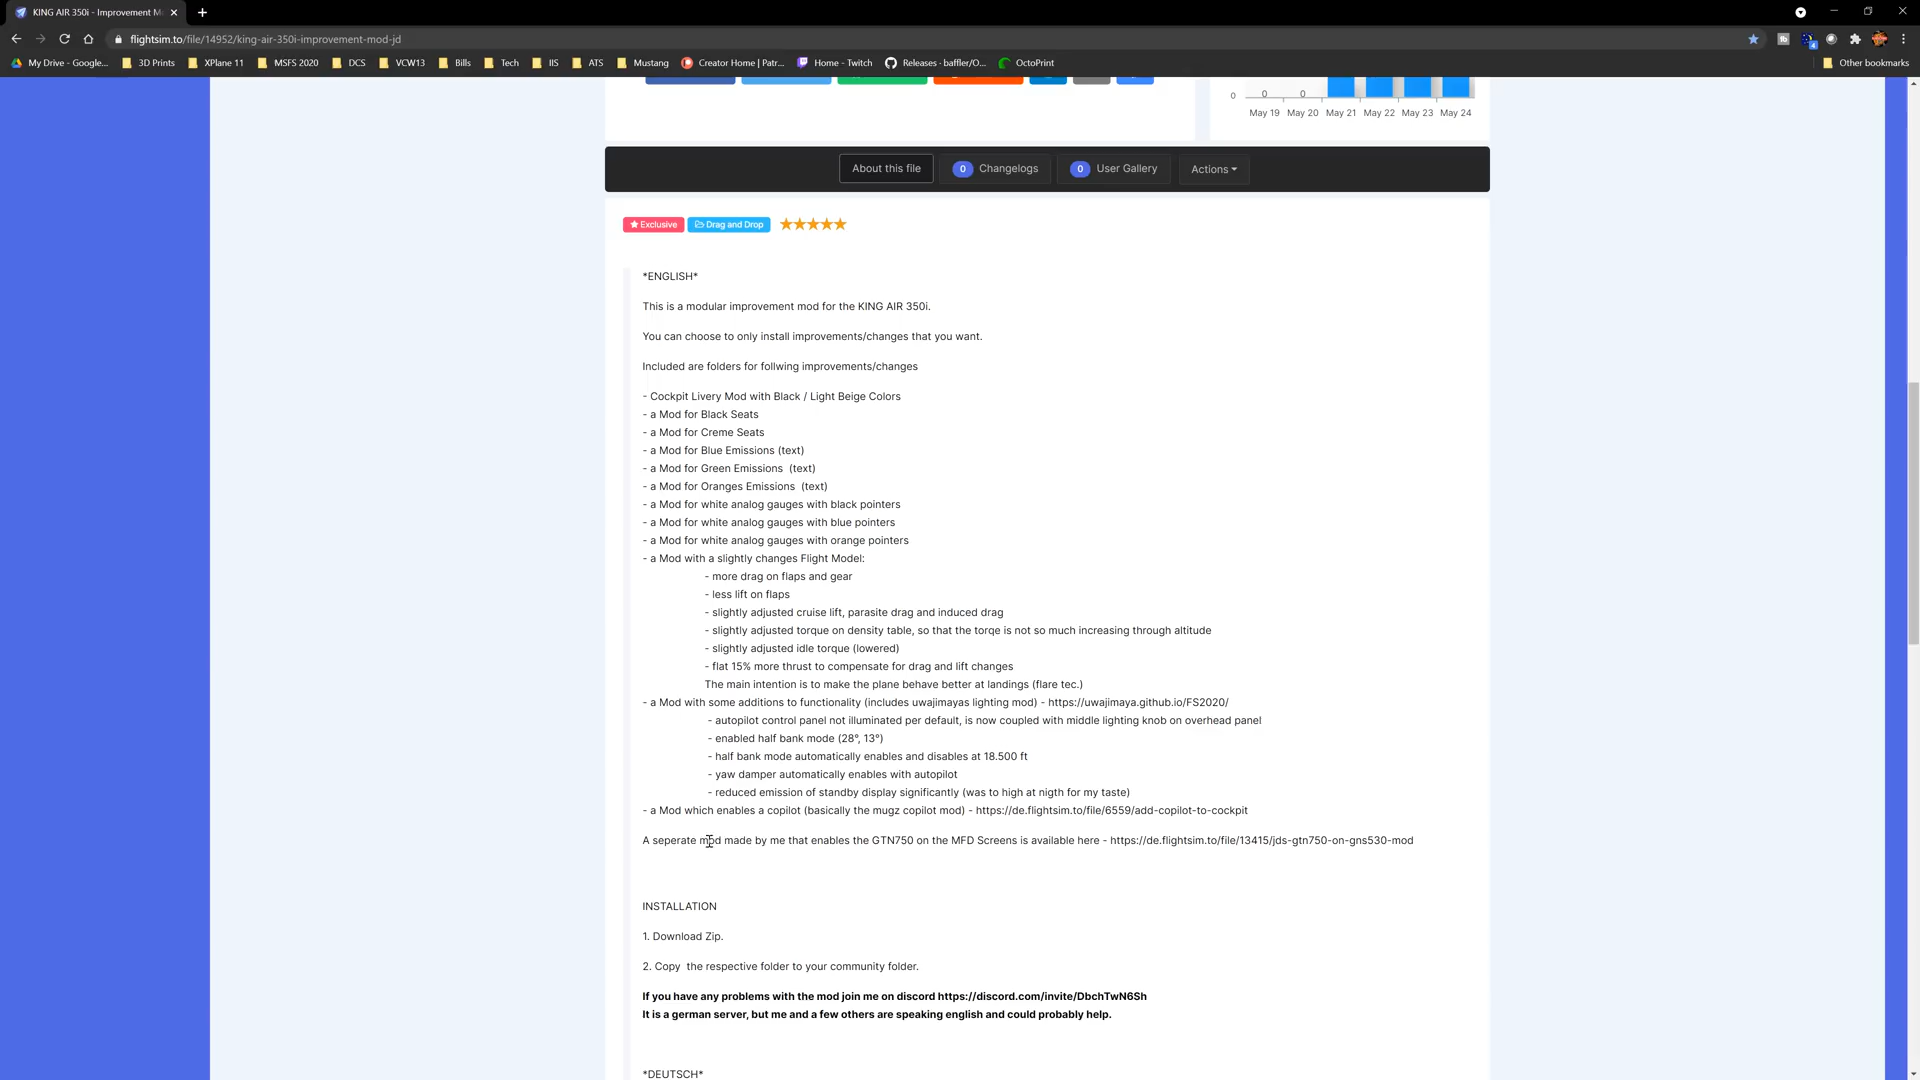 KING AIR 350i - Improvement M
flightsim.to/file/14952/king-air-350i-improvement-mod-jd
My Drive - Google...
3D Prints
XPlane 11
MSFS 2020
DCS
VCW13
Bills
Tech
IIS
ATS
Mustang
Creator Home | Patr...
Home - Twitch
Releases · baffler/O...
OctoPrint
Other bookmarks
0
0 0
May 19 May 20 May 21 May 22 May 23 May 24
About this file
0 Changelogs
0 User Gallery
Actions
Exclusive
Drag and Drop
*ENGLISH*
This is a modular improvement mod for the KING AIR 350i.
You can choose to only install improvements/changes that you want.
Included are folders for follwing improvements/changes
- Cockpit Livery Mod with Black / Light Beige Colors
- a Mod for Black Seats
- a Mod for Creme Seats
- a Mod for Blue Emissions (text)
- a Mod for Green Emissions  (text)
- a Mod for Oranges Emissions  (text)
- a Mod for white analog gauges with black pointers
- a Mod for white analog gauges with blue pointers
- a Mod for white analog gauges with orange pointers
- a Mod with a slightly changes Flight Model:
- more drag on flaps and gear
- less lift on flaps
- slightly adjusted cruise lift, parasite drag and induced drag
- slightly adjusted torque on density table, so that the torqe is not so much increasing through altitude
- slightly adjusted idle torque (lowered)
- flat 15% more thrust to compensate for drag and lift changes
The main intention is to make the plane behave better at landings (flare tec.)
- a Mod with some additions to functionality (includes uwajimayas lighting mod) - https://uwajimaya.github.io/FS2020/
- autopilot control panel not illuminated per default, is now coupled with middle lighting knob on overhead panel
- enabled half bank mode (28°, 13°)
- half bank mode automatically enables and disables at 18.500 ft
- yaw damper automatically enables with autopilot
- reduced emission of standby display significantly (was to high at nigth for my taste)
- a Mod which enables a copilot (basically the mugz copilot mod) - https://de.flightsim.to/file/6559/add-copilot-to-cockpit
A seperate mod made by me that enables the GTN750 on the MFD Screens is available here - https://de.flightsim.to/file/13415/jds-gtn750-on-gns530-mod
INSTALLATION
1. Download Zip.
2. Copy  the respective folder to your community folder.
If you have any problems with the mod join me on discord https://discord.com/invite/DbchTwN6Sh
It is a german server, but me and a few others are speaking english and could probably help.
*DEUTSCH*